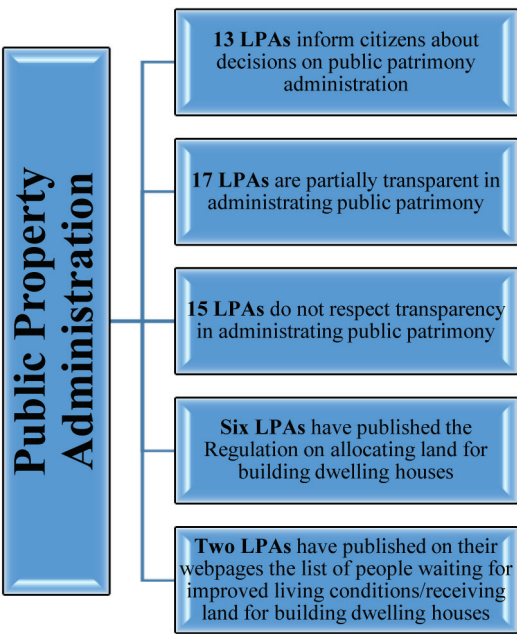 Public Property
Administration
13 LPAs inform citizens about
decisions on public patrimony
administration
17 LPAs are partially transparent in
administrating public patrimony
15 LPAs do not respect transparency
in administrating public patrimony
Six LPAs have published the
Regulation on allocating land for
building dwelling houses
Two LPAs have published on their
webpages the list of people waiting for
improved living conditions/receiving
land for building dwelling houses